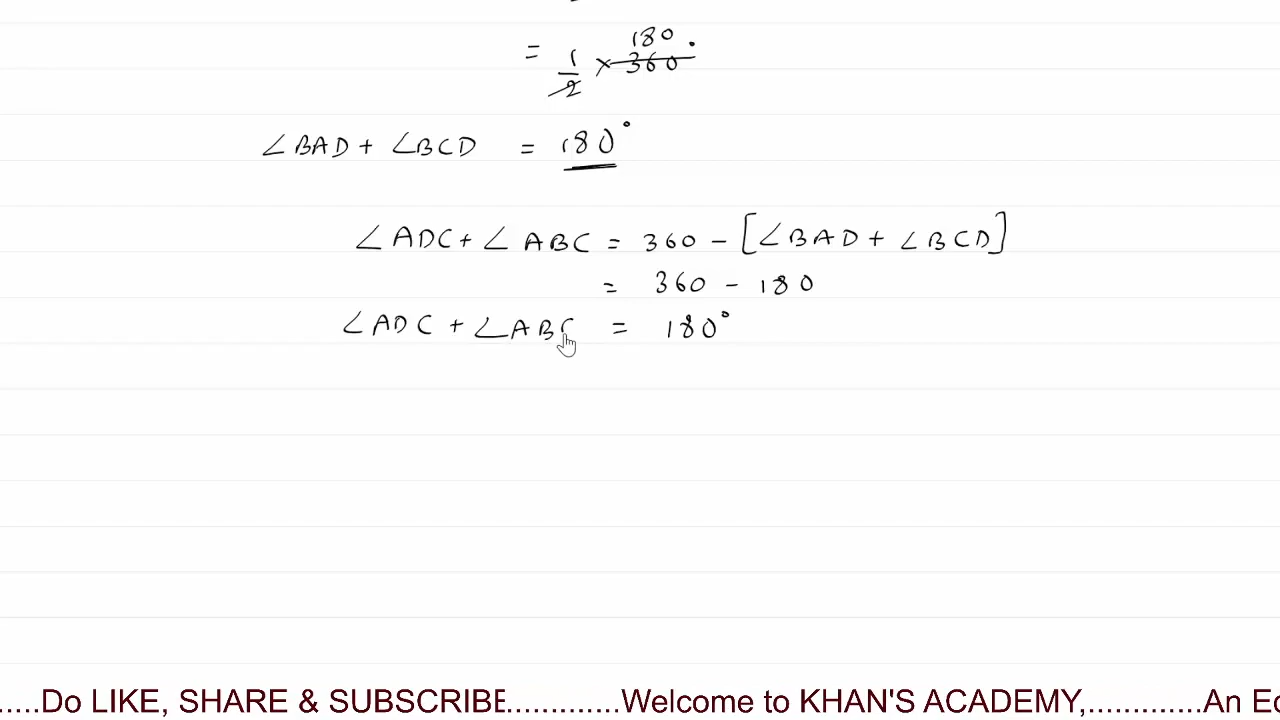 = 1/2 × 360 180.
∠BAD + ∠BCD = 180°
∠ADC + ∠ABC = 360 - [∠BAD + ∠BCD]
= 360 - 180
∠ADC + ∠ABC = 180°
.....Do LIKE, SHARE & SUBSCRIBE.............Welcome to KHAN'S ACADEMY,.............An Ed